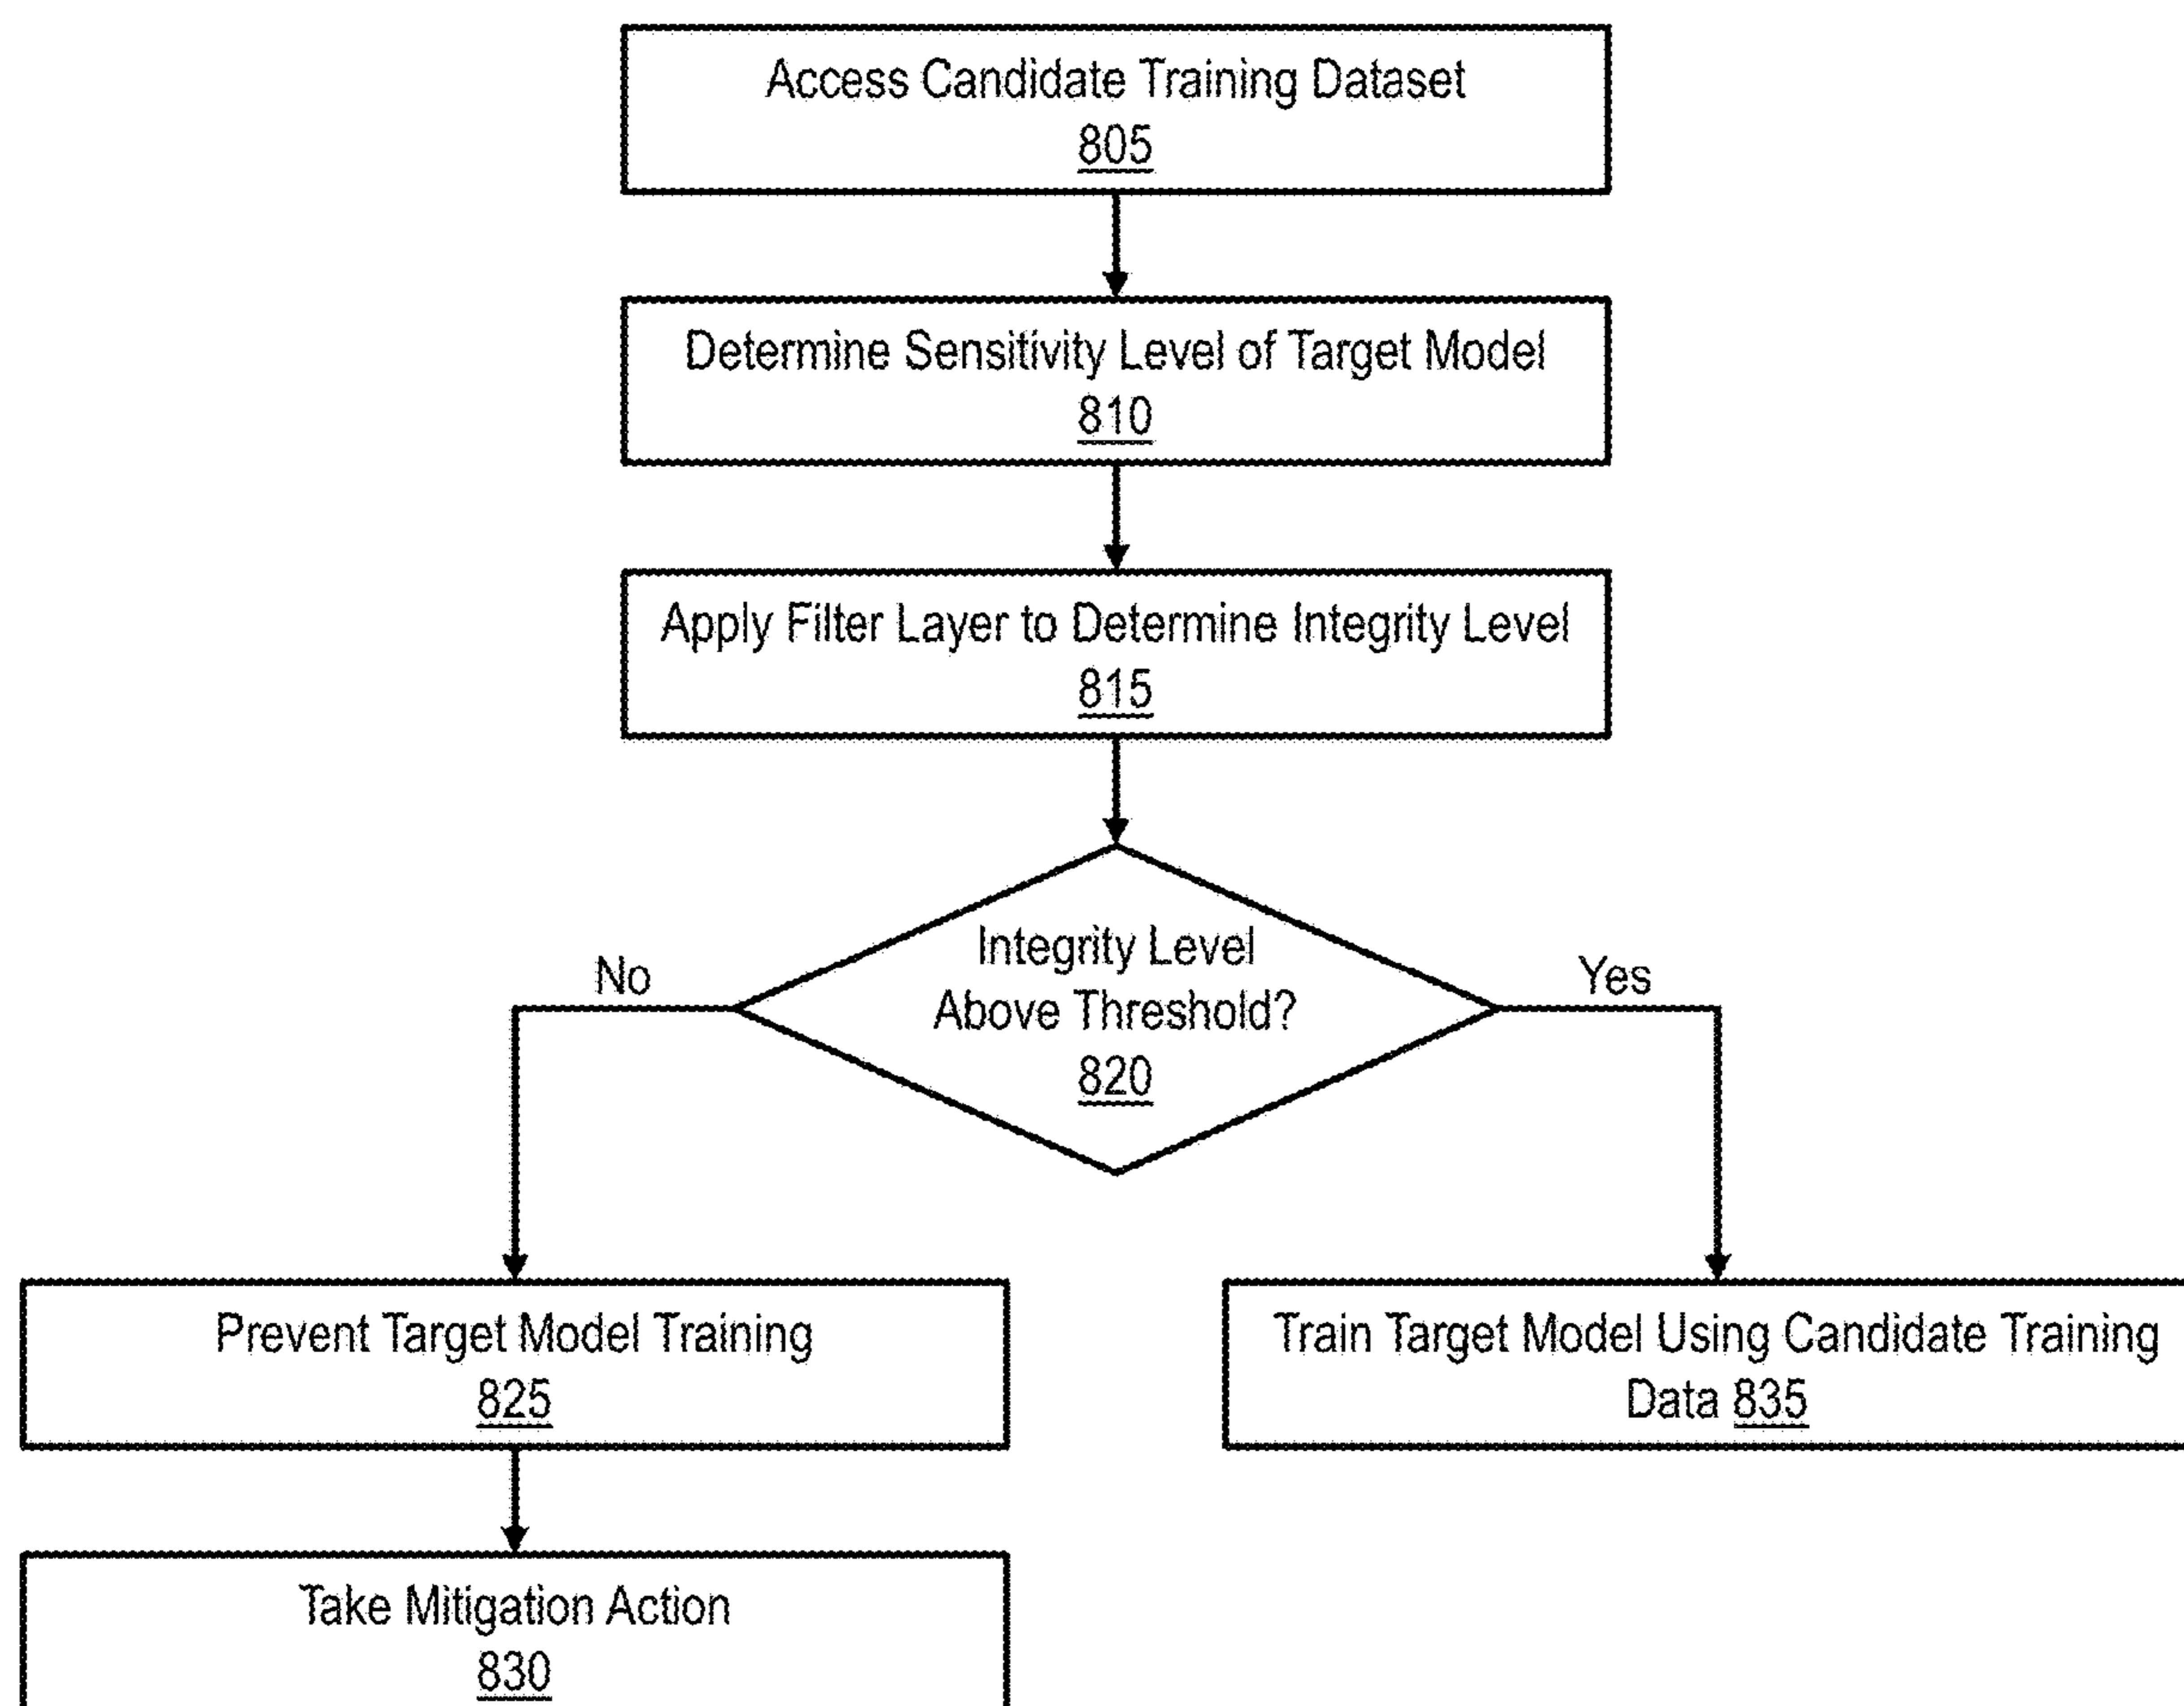 Access Candidate Training Dataset
805
Determine Sensitivity Level of Target Model
810
Apply Filter Layer to Determine Integrity Level
815
Integrity Level
Above Threshold?
820
No
Yes
Prevent Target Model Training
825
Train Target Model Using Candidate Training
Data 835
Take Mitigation Action
830